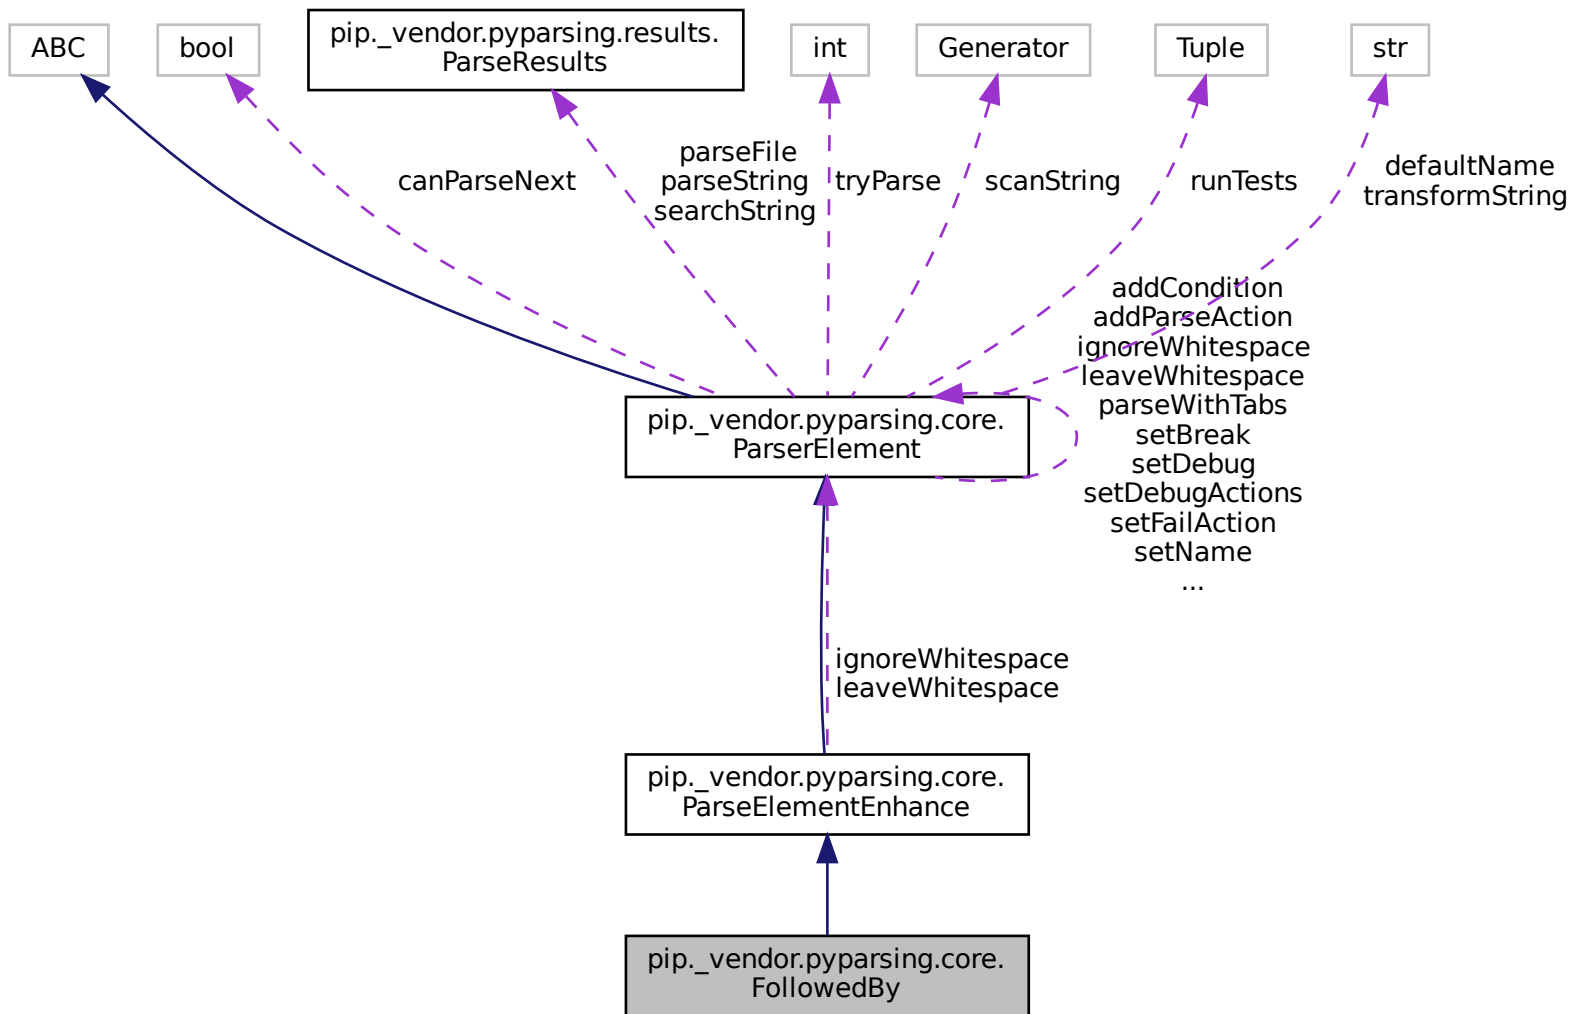 ABC
bool
pip._vendor.pyparsing.results.
ParseResults
int
Generator
Tuple
str
canParseNext
parseFile
parseString
searchString
tryParse
scanString
runTests
defaultName
transformString
addCondition
addParseAction
ignoreWhitespace
leaveWhitespace
parseWithTabs
setBreak
setDebug
setDebugActions
setFailAction
setName
...
pip._vendor.pyparsing.core.
ParserElement
ignoreWhitespace
leaveWhitespace
pip._vendor.pyparsing.core.
ParseElementEnhance
pip._vendor.pyparsing.core.
FollowedBy